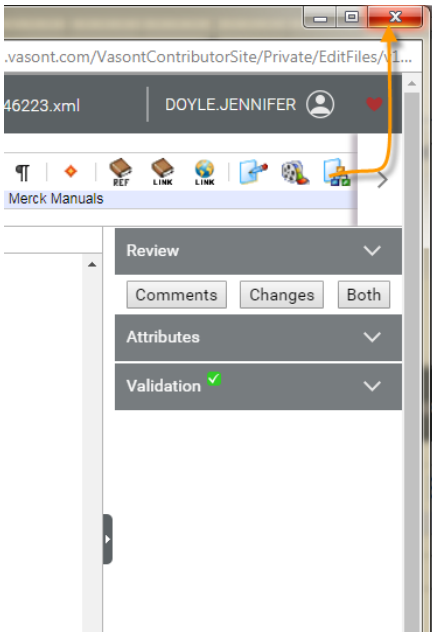 .vasont.com/VasontContributorSite/Private/EditFiles/v1...
46223.xml
DOYLE.JENNIFER
REF
LINK
LINK
Merck Manuals
Review
Comments Changes Both
Attributes
Validation